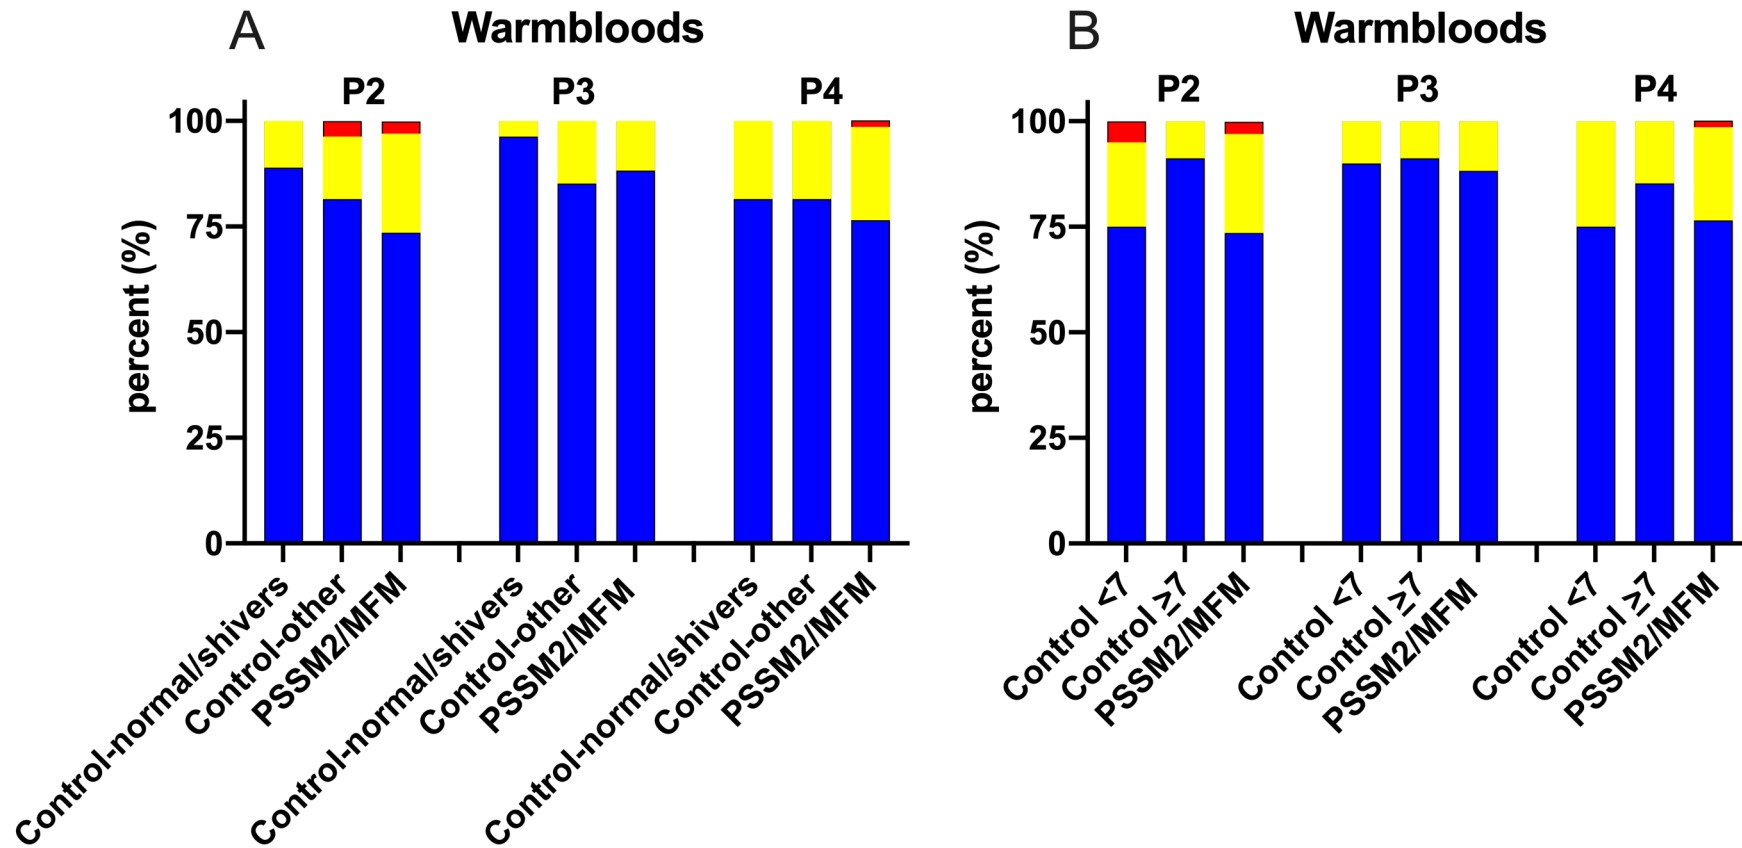 A
Warmbloods
P2
P3
P4
percent (%)
100
75
50
25
0
Control-normal/shivers
Control-other
PSSM2/MFM
Control-normal/shivers
Control-other
PSSM2/MFM
Control-normal/shivers
Control-other
PSSM2/MFM
B
Warmbloods
P2
P3
P4
percent (%)
100
75
50
25
0
Control <7
Control ≥7
PSSM2/MFM
Control <7
Control ≥7
PSSM2/MFM
Control <7
Control ≥7
PSSM2/MFM